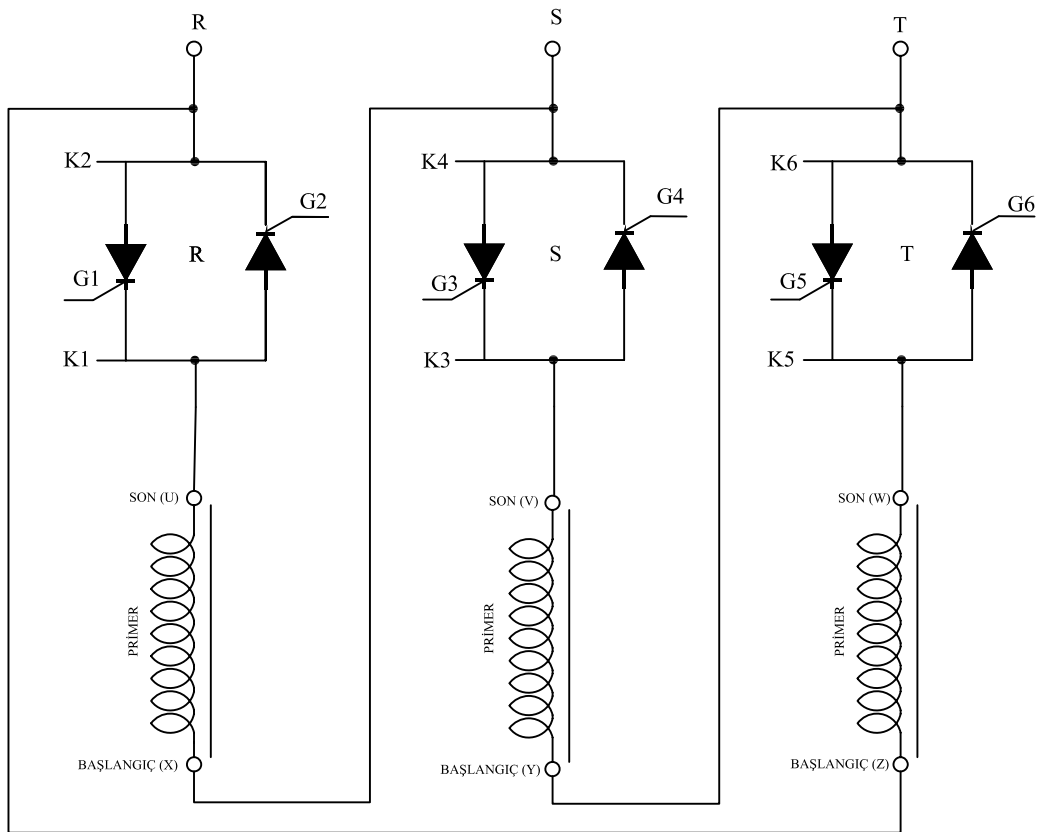 R
S
T
K2
K4
K6
G2
G4
G6
R
S
T
G1
G3
G5
K1
K3
K5
SON (U)
SON (V)
SON (W)
PRİMER
PRİMER
PRİMER
BAŞLANGIÇ (X)
BAŞLANGIÇ (Y)
BAŞLANGIÇ (Z)